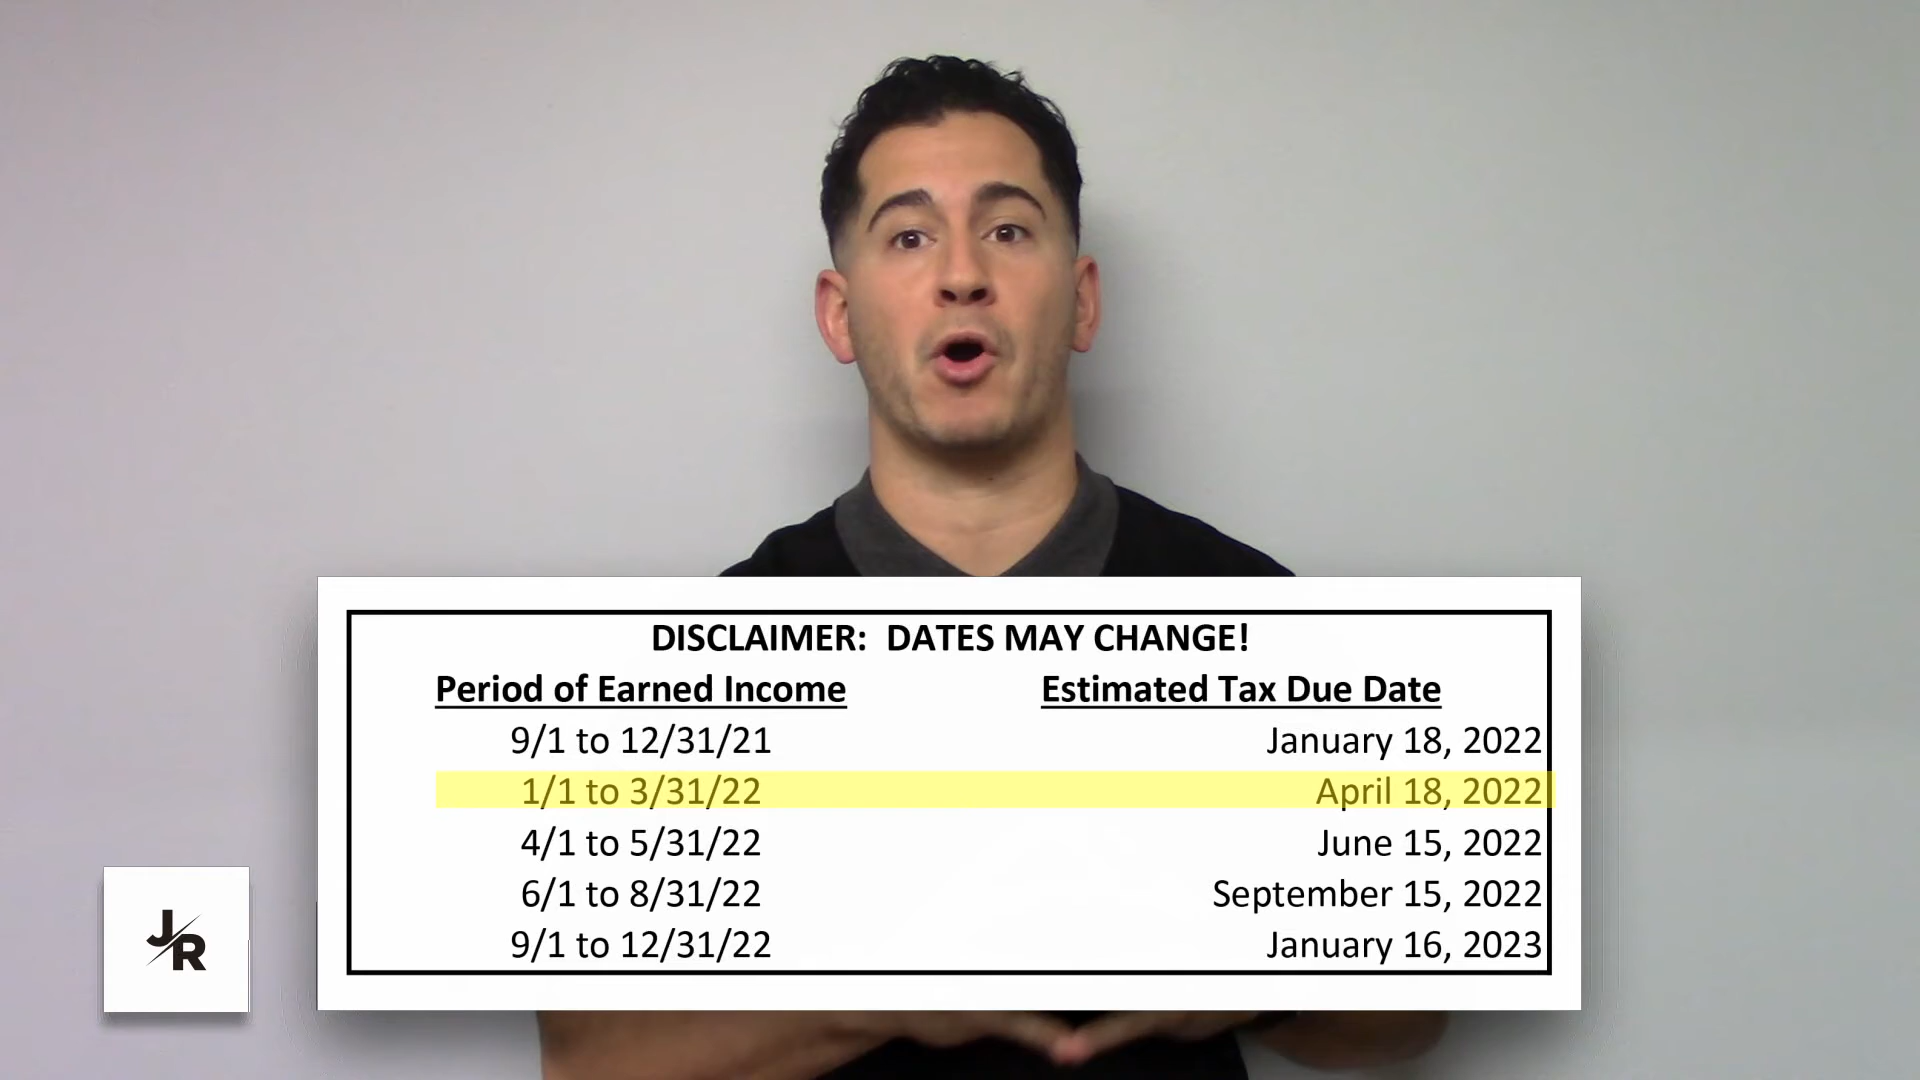 DISCLAIMER: DATES MAY CHANGE!
Period of Earned Income Estimated Tax Due Date
9/1 to 12/31/21 January 18, 2022
1/1 to 3/31/22 April 18, 2022
4/1 to 5/31/22 June 15, 2022
6/1 to 8/31/22 September 15, 2022
9/1 to 12/31/22 January 16, 2023
JR